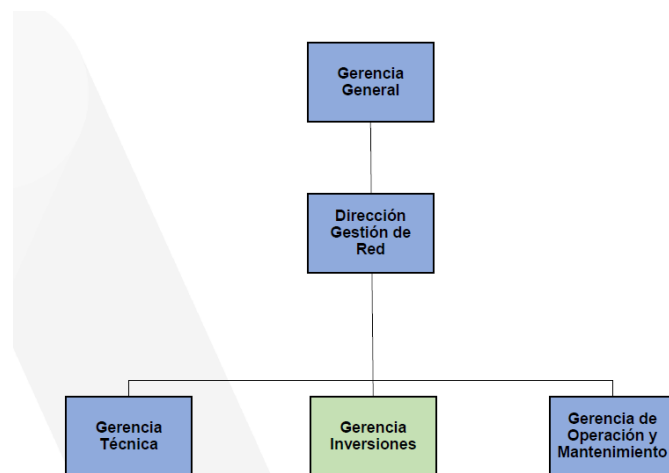 Gerencia
General
Dirección
Gestión de
Red
Gerencia
Técnica
Gerencia
Inversiones
Gerencia de
Operación y
Mantenimiento